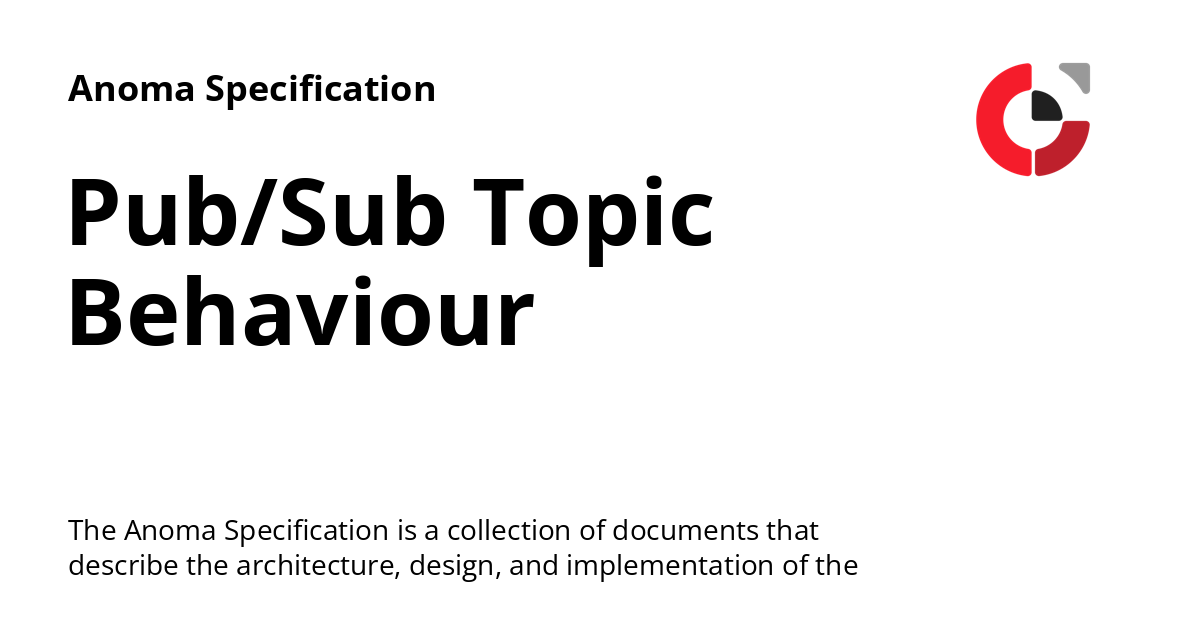 Anoma Specification
Pub/Sub Topic
Behaviour
The Anoma Specification is a collection of documents that
describe the architecture, design, and implementation of the